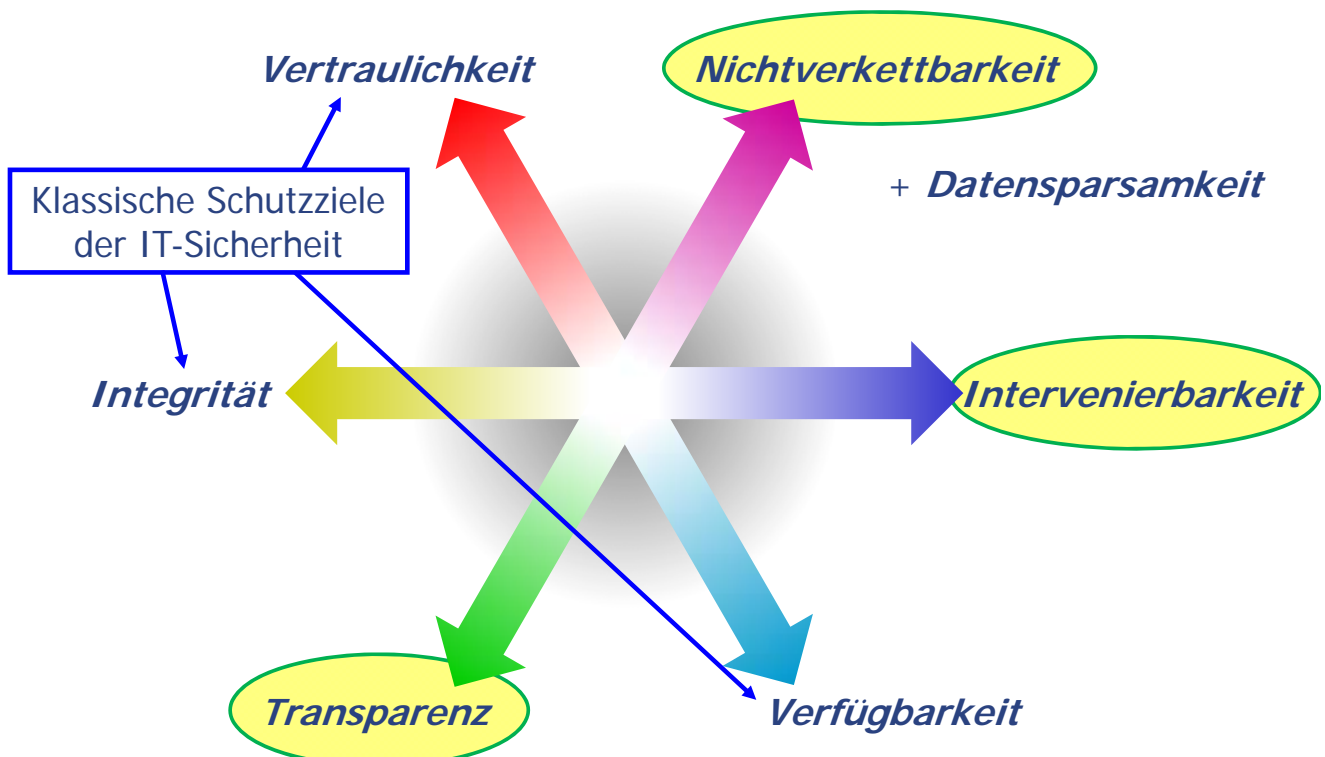 Vertraulichkeit
Nichtverkettbarkeit
Klassische Schutzziele
der IT-Sicherheit
+ Datensparsamkeit
Integrität
Intervenierbarkeit
Transparenz
Verfügbarkeit